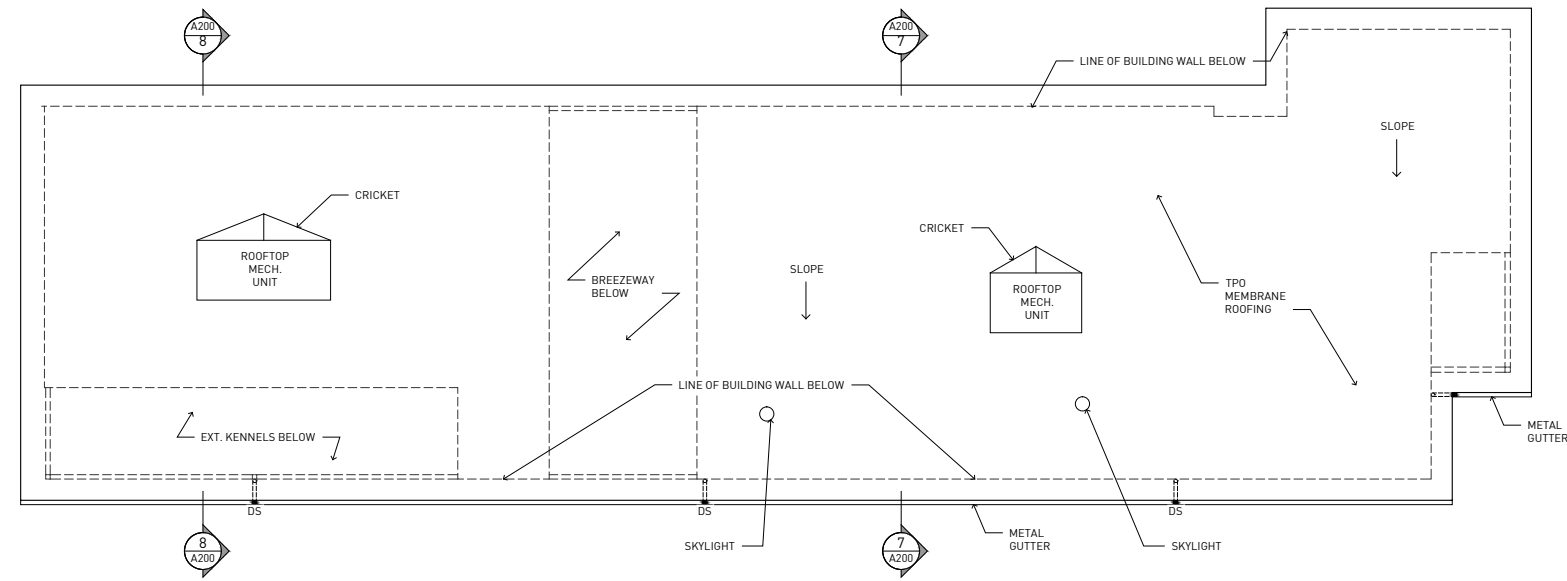 A200
8
A200
7
LINE OF BUILDING WALL BELOW
SLOPE
CRICKET
CRICKET
ROOFTOP
MECH.
UNIT
BREEZEWAY
BELOW
SLOPE
ROOFTOP
MECH.
UNIT
TPO
MEMBRANE
ROOFING
LINE OF BUILDING WALL BELOW
EXT. KENNELS BELOW
METAL
GUTTER
DS
DS
DS
METAL
GUTTER
SKYLIGHT
SKYLIGHT
8
A200
7
A200